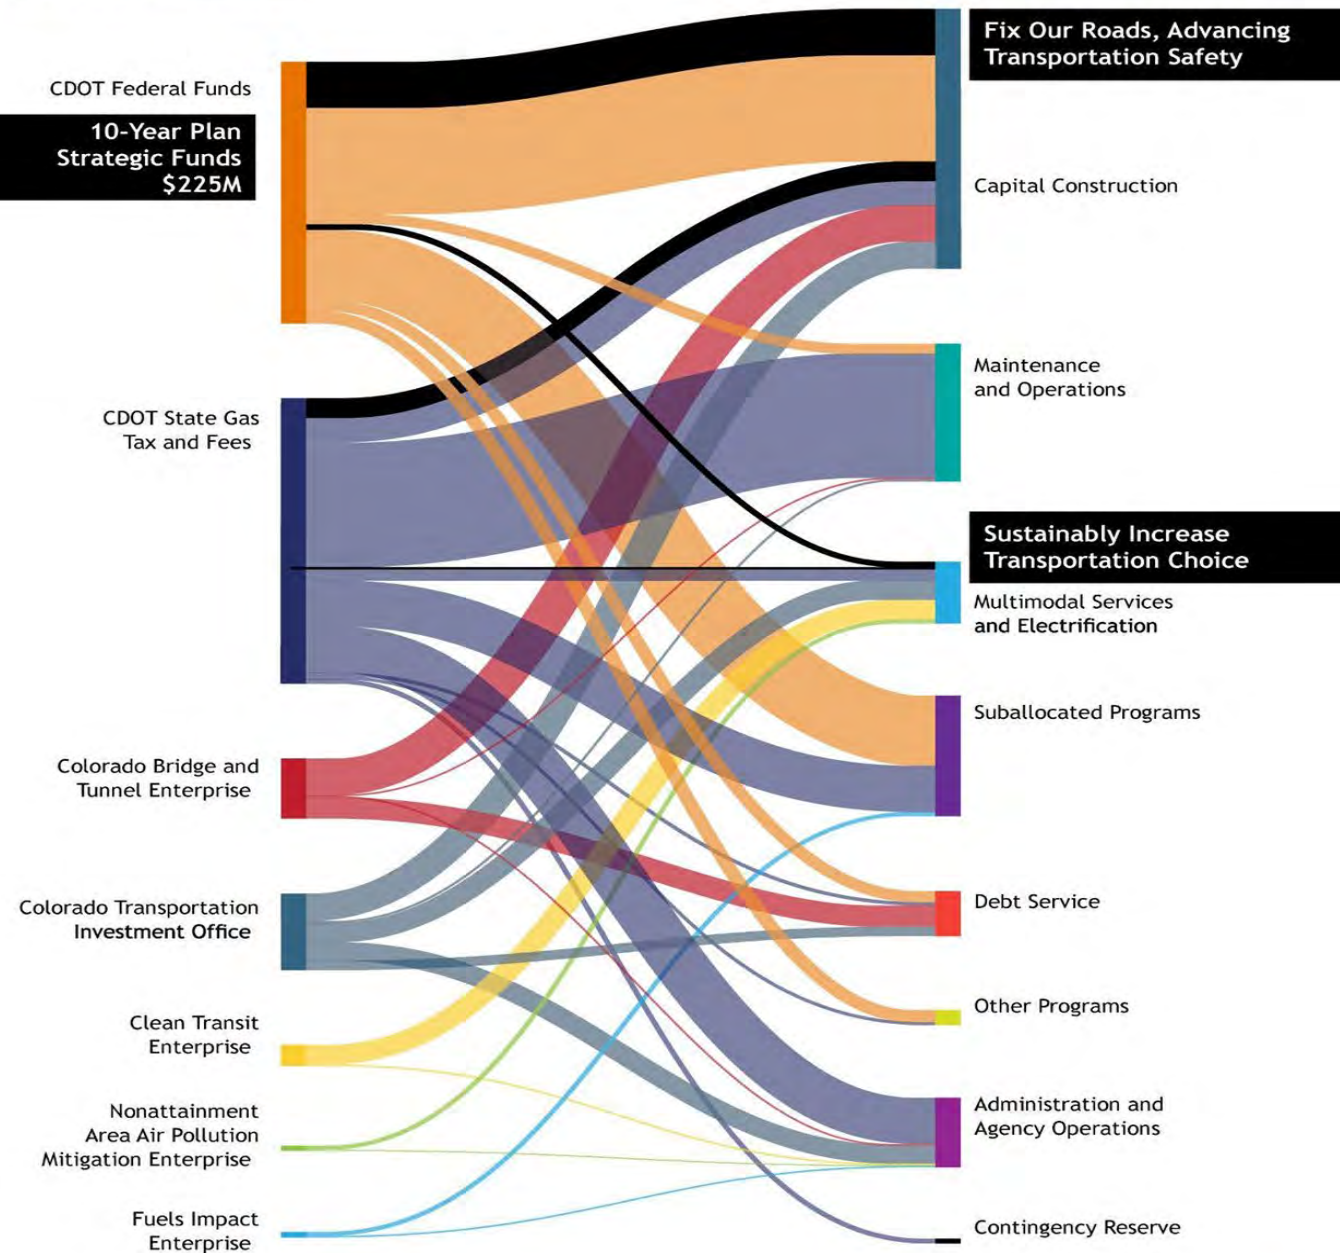 CDOT Federal Funds
10-Year Plan
Strategic Funds
$225M
CDOT State Gas
Tax and Fees
Colorado Bridge and
Tunnel Enterprise
Colorado Transportation
Investment Office
Clean Transit
Enterprise
Nonattainment
Area Air Pollution
Mitigation Enterprise
Fuels Impact
Enterprise
Fix Our Roads, Advancing
Transportation Safety
Capital Construction
Maintenance
and Operations
Sustainably Increase
Transportation Choice
Multimodal Services
and Electrification
Suballocated Programs
Debt Service
Other Programs
Administration and
Agency Operations
Contingency Reserve